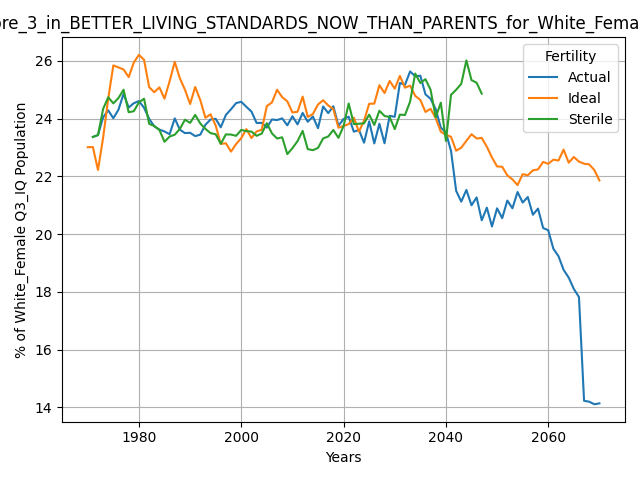 ore_3_in_BETTER_LIVING_STANDARDS_NOW_THAN_PARENTS_for_White_Fema
Fertility
Actual
Ideal
Sterile
% of White_Female Q3_IQ Population
26
24
22
20
18
16
14
1980
2000
2020
2040
2060
Years